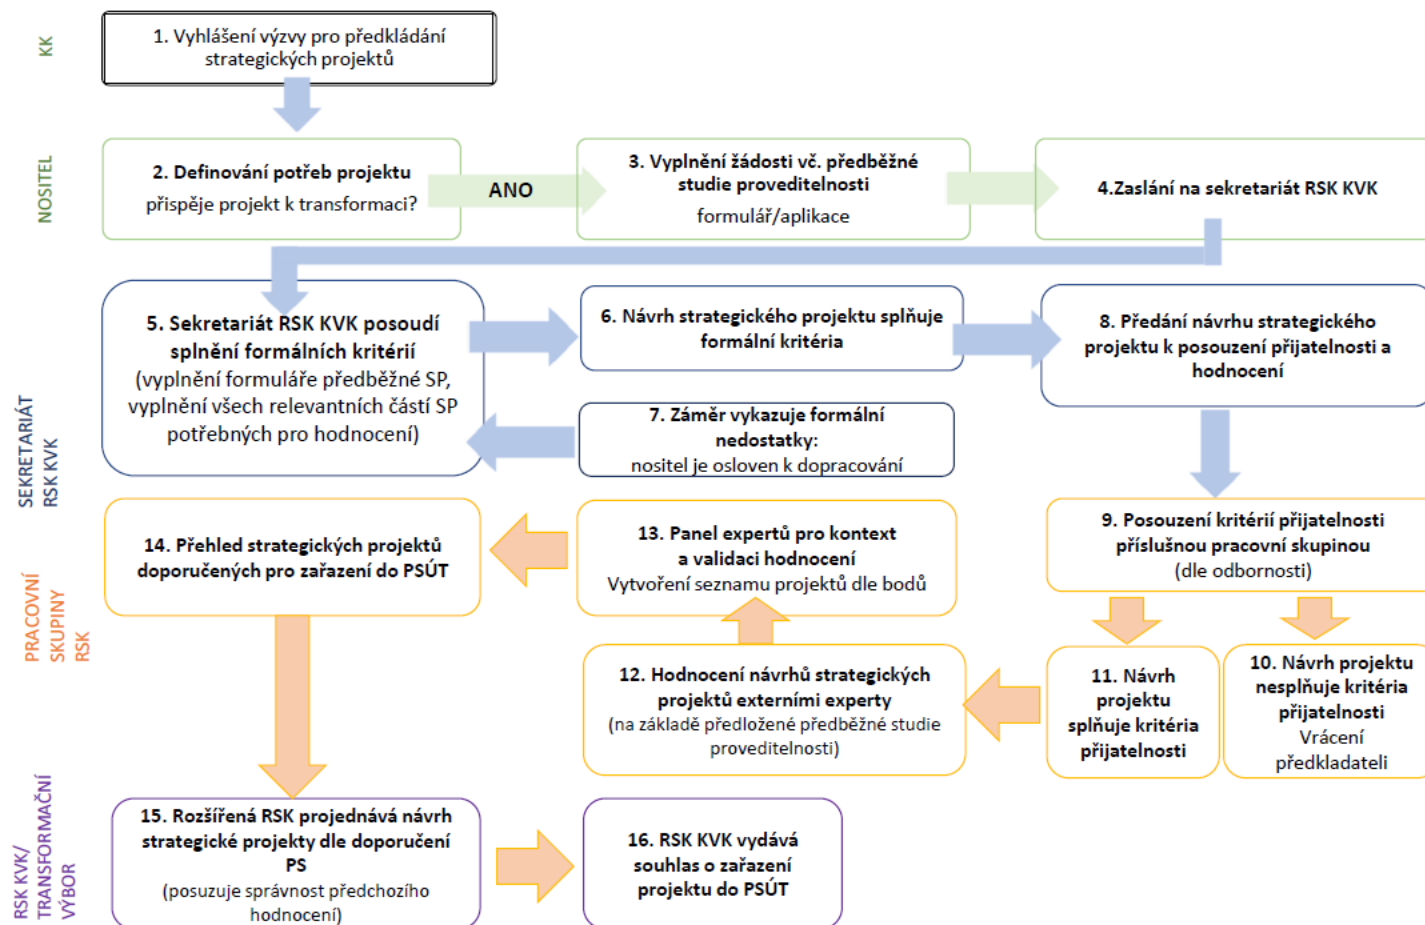 KK
1. Vyhlášení výzvy pro předkládání
strategických projektů
NOSITEL
2. Definování potřeb projektu
přispěje projekt k transformaci?
ANO
3. Vyplnění žádosti vč. předběžné
studie proveditelnosti
formulář/aplikace
4.Zaslání na sekretariát RSK KVK
SEKRETARIÁT
RSK KVK
5. Sekretariát RSK KVK posoudí
splnění formálních kritérií
(vyplnění formuláře předběžné SP,
vyplnění všech relevantních částí SP
potřebných pro hodnocení)
6. Návrh strategického projektu splňuje
formální kritéria
7. Záměr vykazuje formální
nedostatky:
nositel je osloven k dopracování
8. Předání návrhu strategického
projektu k posouzení přijatelnosti a
hodnocení
PRACOVNÍ
SKUPINY
RSK
9. Posouzení kritérií přijatelnosti
příslušnou pracovní skupinou
(dle odbornosti)
10. Návrh projektu
nesplňuje kritéria
přijatelnosti
Vrácení
předkladateli
11. Návrh
projektu
splňuje kritéria
přijatelnosti
12. Hodnocení návrhů strategických
projektů externími experty
(na základě předložené předběžné studie
proveditelnosti)
13. Panel expertů pro kontext
a validaci hodnocení
Vytvoření seznamu projektů dle bodů
14. Přehled strategických projektů
doporučených pro zařazení do PSÚT
RSK KVK/
TRANSFORMAČNÍ
VÝBOR
15. Rozšířená RSK projednává návrh
strategické projekty dle doporučení
PS
(posuzuje správnost předchozího
hodnocení)
16. RSK KVK vydává
souhlas o zařazení
projektu do PSÚT